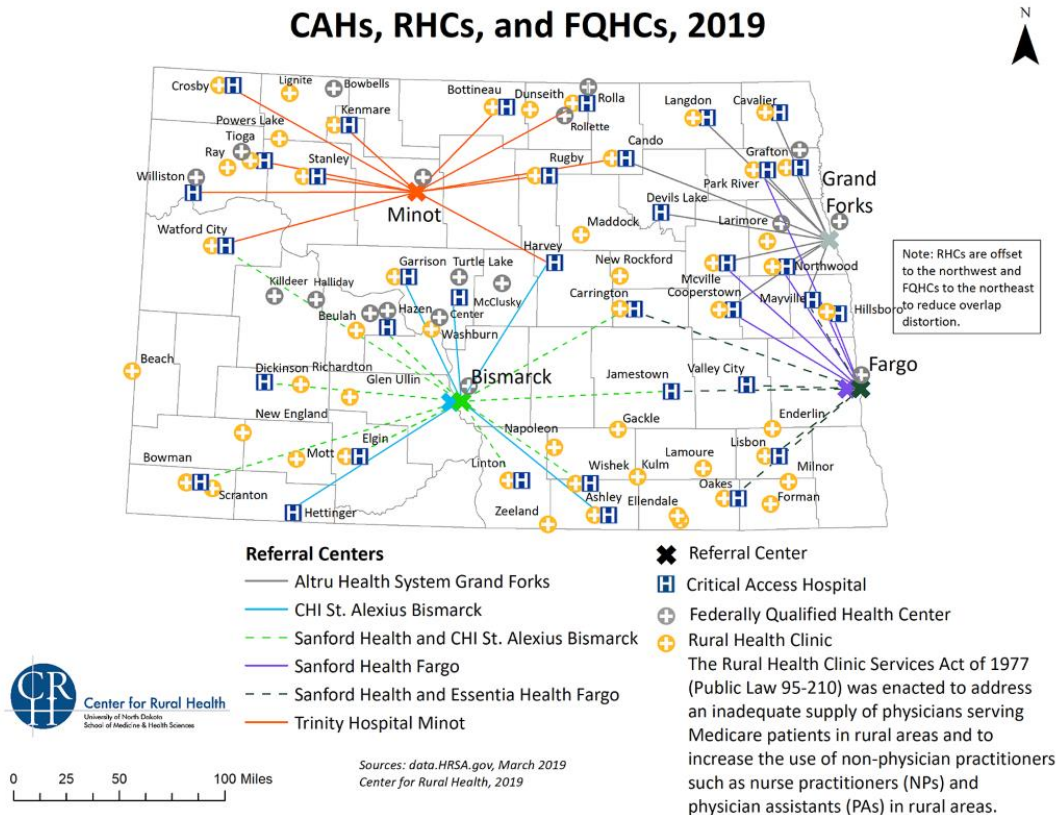 CAHs, RHCs, and FQHCs, 2019
N
Crosby
Lignite
Bowbells
Kenmare
Bottineau
Dunseith
Rolla
Rollette
Langdon
Cavalier
Powers Lake
Tioga
Ray
Stanley
Williston
Minot
Rugby
Cando
Grafton
Park River
Grand
Forks
Devils Lake
Larimore
Watford City
Maddock
Harvey
Garrison
Turtle Lake
New Rockford
Mcville
Northwood
Killdeer
Halliday
McClusky
Carrington
Cooperstown
Mayville
Hillsboro
Hazen
Center
Beulah
Washburn
Note: RHCs are offset
to the northwest and
FQHCs to the northeast
to reduce overlap
distortion.
Beach
Dickinson
Richardton
Glen Ullin
Bismarck
Jamestown
Valley City
Fargo
New England
Gackle
Enderlin
Napoleon
Elgin
Mott
Bowman
Scranton
Linton
Wishek
Kulm
Lamoure
Lisbon
Milnor
Hettinger
Zeeland
Ashley
Ellendale
Oakes
Forman
Referral Centers
Altru Health System Grand Forks
CHI St. Alexius Bismarck
Sanford Health and CHI St. Alexius Bismarck
Sanford Health Fargo
Sanford Health and Essentia Health Fargo
Trinity Hospital Minot
Referral Center
H Critical Access Hospital
Federally Qualified Health Center
Rural Health Clinic
The Rural Health Clinic Services Act of 1977
(Public Law 95-210) was enacted to address
an inadequate supply of physicians serving
Medicare patients in rural areas and to
increase the use of non-physician practitioners
such as nurse practitioners (NPs) and
physician assistants (PAs) in rural areas.
CRH
Center for Rural Health
University of North Dakota
School of Medicine & Health Sciences
Sources: data.HRSA.gov, March 2019
Center for Rural Health, 2019
0 25 50 100 Miles